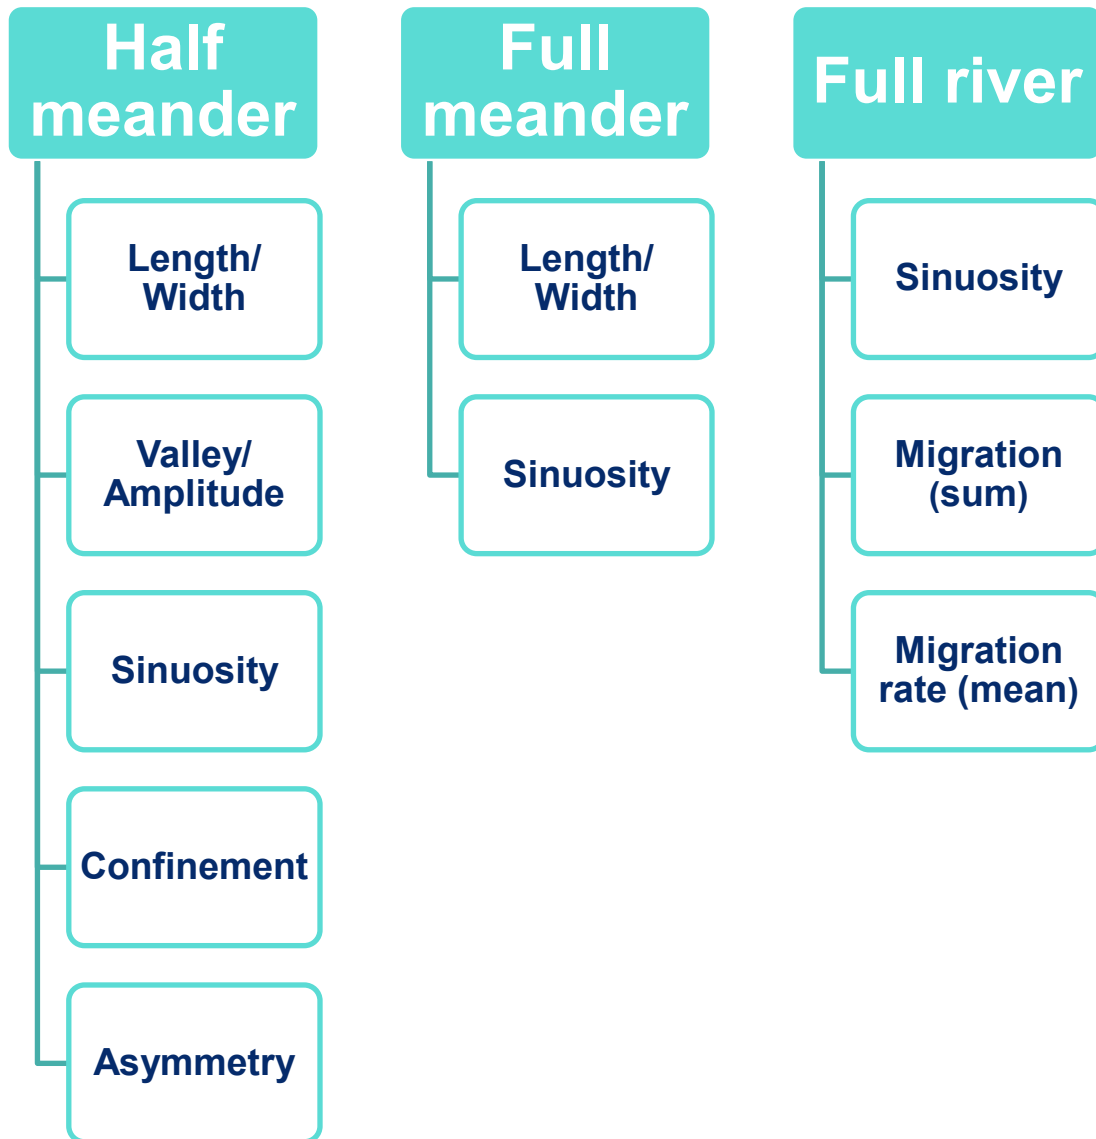 Half
meander
Length/
Width
Valley/
Amplitude
Sinuosity
Confinement
Asymmetry
Full
meander
Length/
Width
Sinuosity
Full river
Sinuosity
Migration
(sum)
Migration
rate (mean)